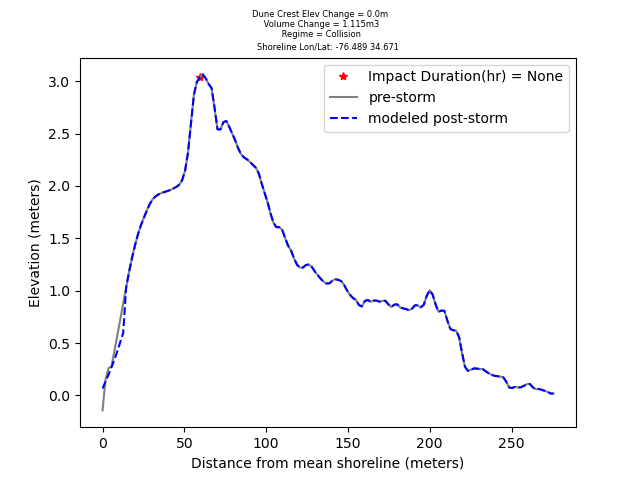 Dune Crest Elev Change = 0.0m
Volume Change = 1.115m3
Regime = Collision
Shoreline Lon/Lat: -76.489 34.671
Impact Duration(hr) = None
pre-storm
modeled post-storm
3.0
2.5
2.0
1.5
1.0
0.5
0.0
Elevation (meters)
0 50 100 150 200 250
Distance from mean shoreline (meters)